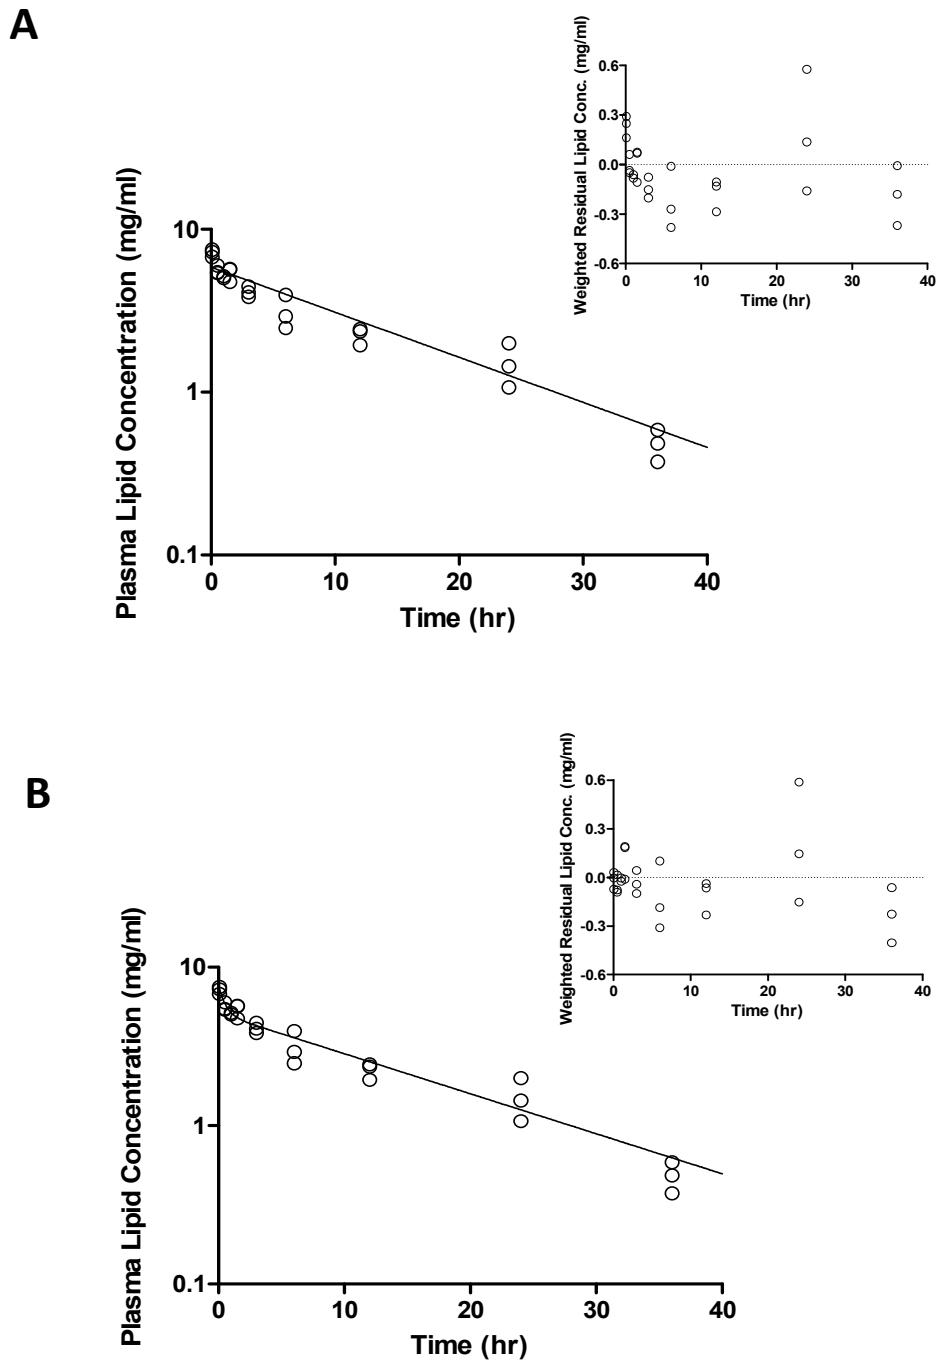 A
Weighted Residual Lipid Conc. (mg/ml)
0.6
0.3
0.0
-0.3
-0.6
0 10 20 30 40
Time (hr)
Plasma Lipid Concentration (mg/ml)
10
1
0.1
0 10 20 30 40
Time (hr)
B
Weighted Residual Lipid Conc. (mg/ml)
0.6
0.3
0.0
-0.3
-0.6
0 10 20 30 40
Time (hr)
Plasma Lipid Concentration (mg/ml)
10
1
0.1
0 10 20 30 40
Time (hr)